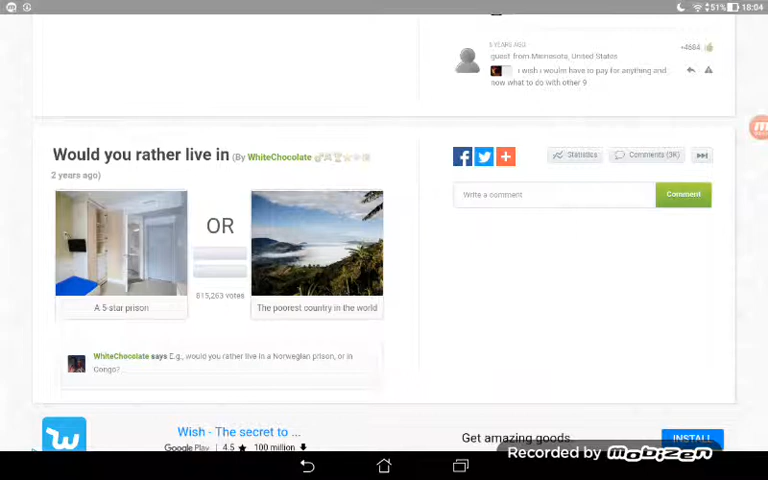 51% 18:04
5 YEARS AGO
guest from Minnesota, United States
+4684
i wish i woulnt have to pay for anything and
now what to do with other 9
Would you rather live in (By WhiteChocolate
2 years ago)
Statistics
Comments (3K)
Write a comment
Comment
OR
815,263 votes
A 5 star prison
The poorest country in the world
WhiteChocolate says E.g., would you rather live in a Norwegian prison, or in
Congo?
Wish - The secret to ...
Google Play 4.5 ★ 100 million
Get amazing goods.
INSTALL
Recorded by Mobizen